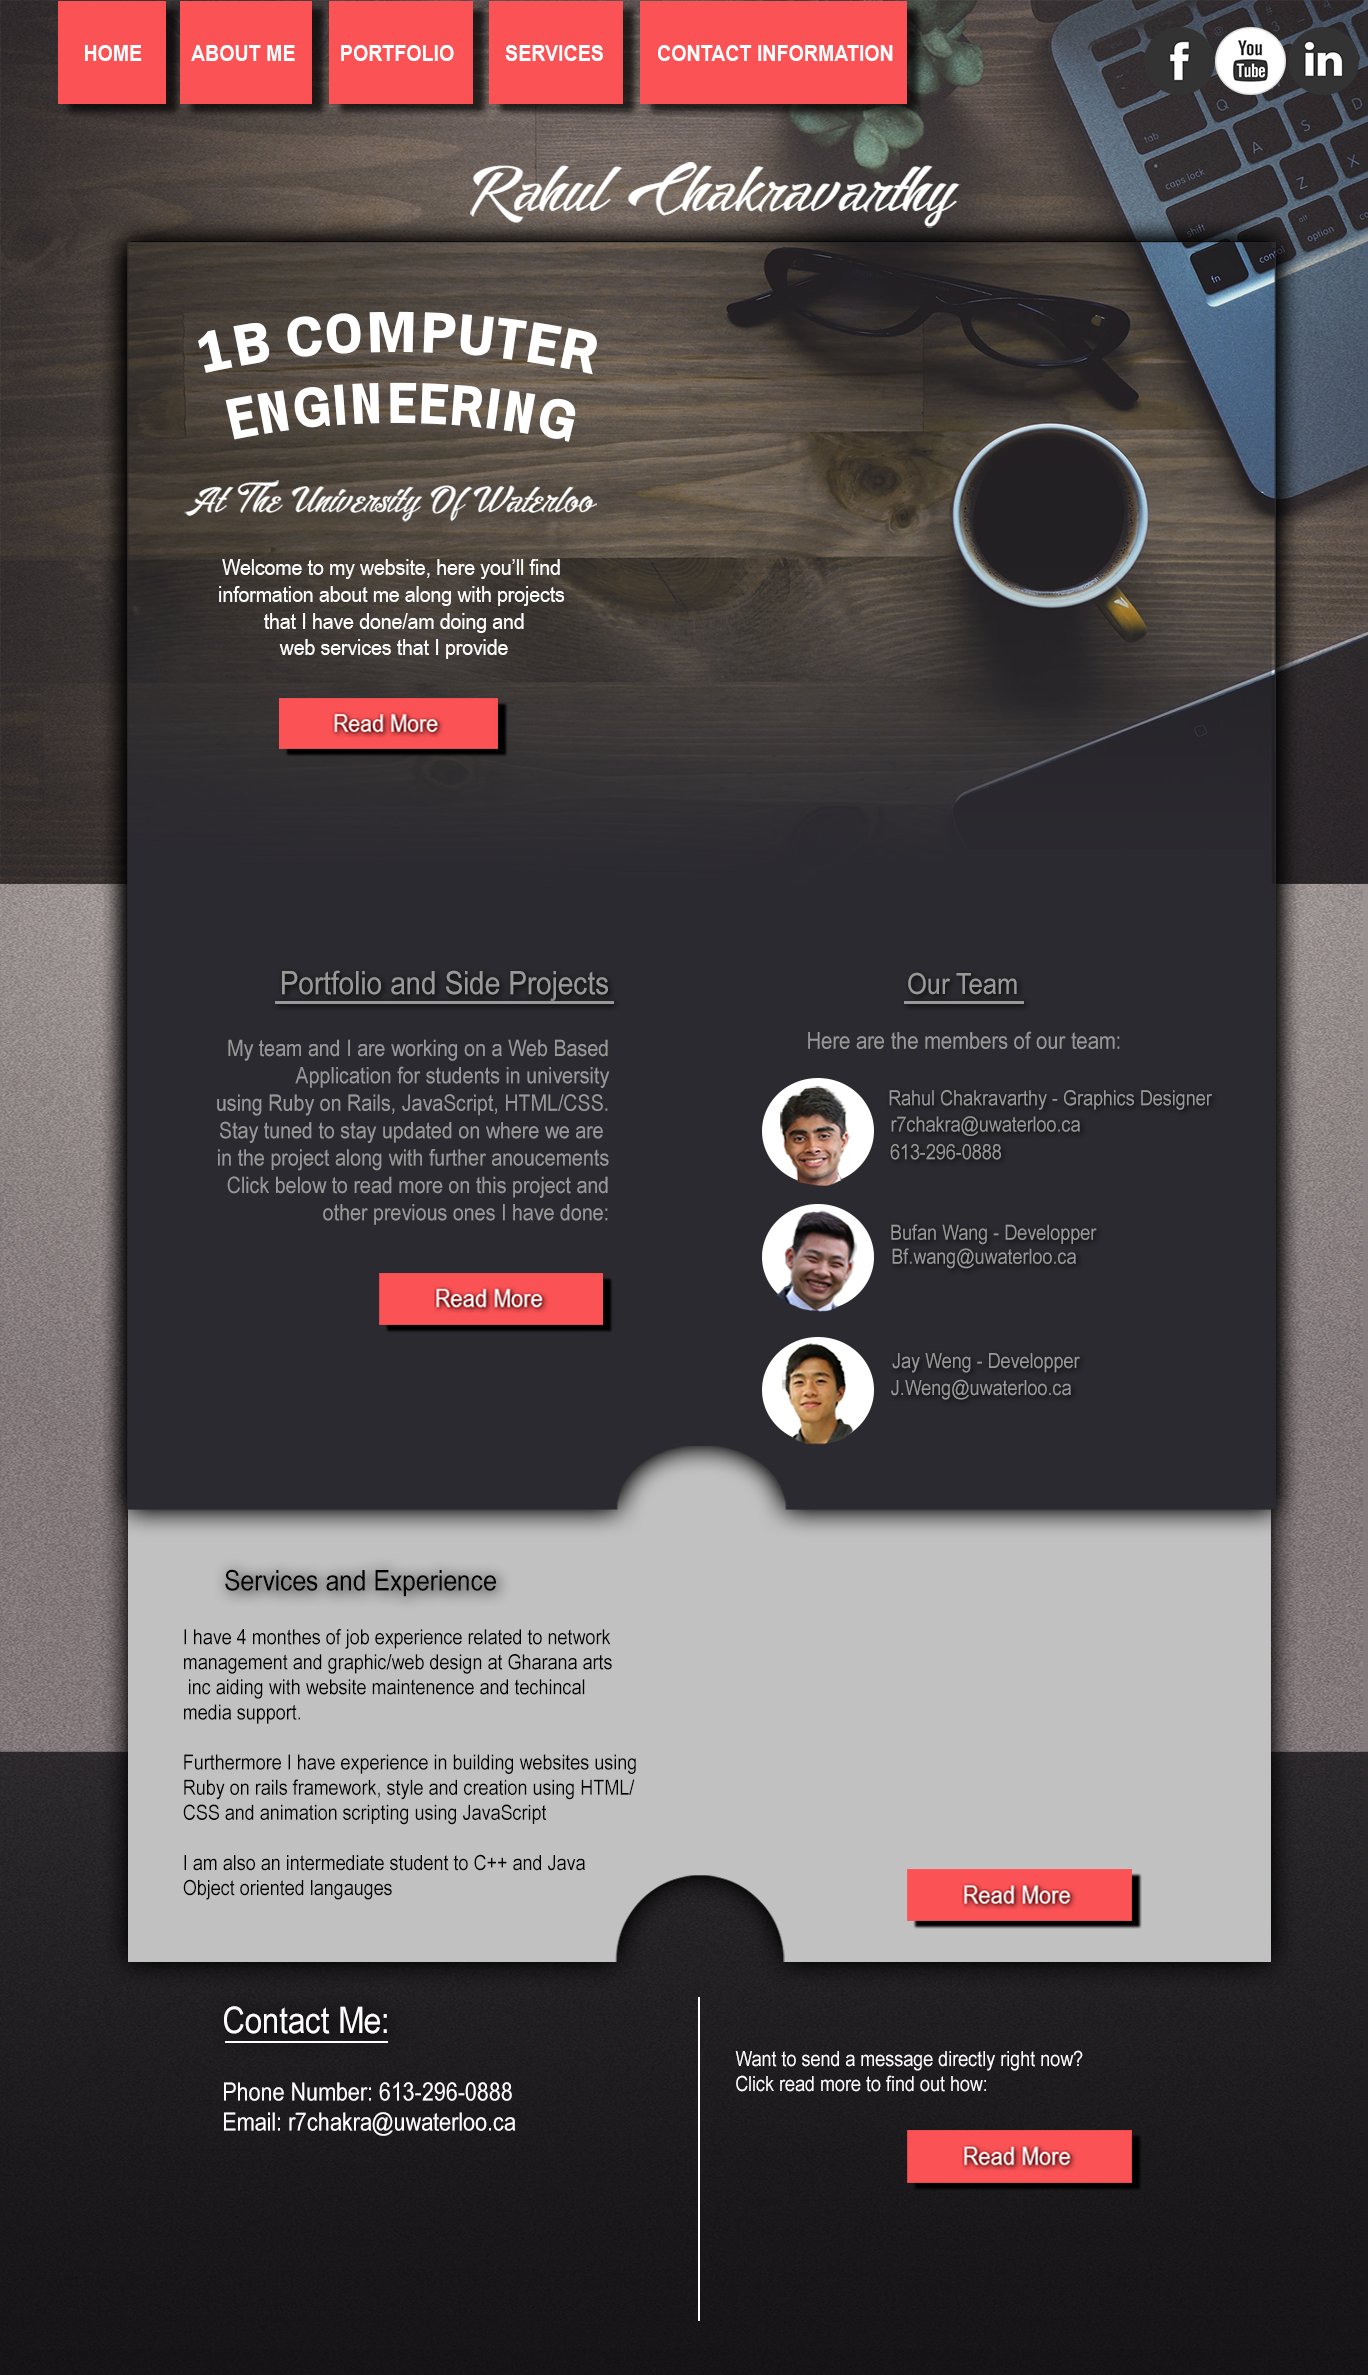 HOME
ABOUT ME
PORTFOLIO
SERVICES
CONTACT INFORMATION
f
You
Tube
in
Rahul Chakravarthy
tab
caps lock
shift
fn
control
alt
option
Q
A
S
D
Z
X
1B COMPUTER
ENGINEERING
At The University Of Waterloo
Welcome to my website, here you'll find
information about me along with projects
that I have done/am doing and
web services that I provide
Read More
Portfolio and Side Projects
My team and I are working on a Web Based
Application for students in university
using Ruby on Rails, JavaScript, HTML/CSS.
Stay tuned to stay updated on where we are
in the project along with further anoucements
Click below to read more on this project and
other previous ones I have done:
Read More
Our Team
Here are the members of our team:
Rahul Chakravarthy - Graphics Designer
r7chakra@uwaterloo.ca
613-296-0888
Bufan Wang - Developper
Bf.wang@uwaterloo.ca
Jay Weng - Developper
J.Weng@uwaterloo.ca
Services and Experience
I have 4 monthes of job experience related to network
management and graphic/web design at Gharana arts
inc aiding with website maintenence and techincal
media support.
Furthermore I have experience in building websites using
Ruby on rails framework, style and creation using HTML/
CSS and animation scripting using JavaScript
I am also an intermediate student to C++ and Java
Object oriented langauges
Read More
Contact Me:
Phone Number: 613-296-0888
Email: r7chakra@uwaterloo.ca
Want to send a message directly right now?
Click read more to find out how:
Read More